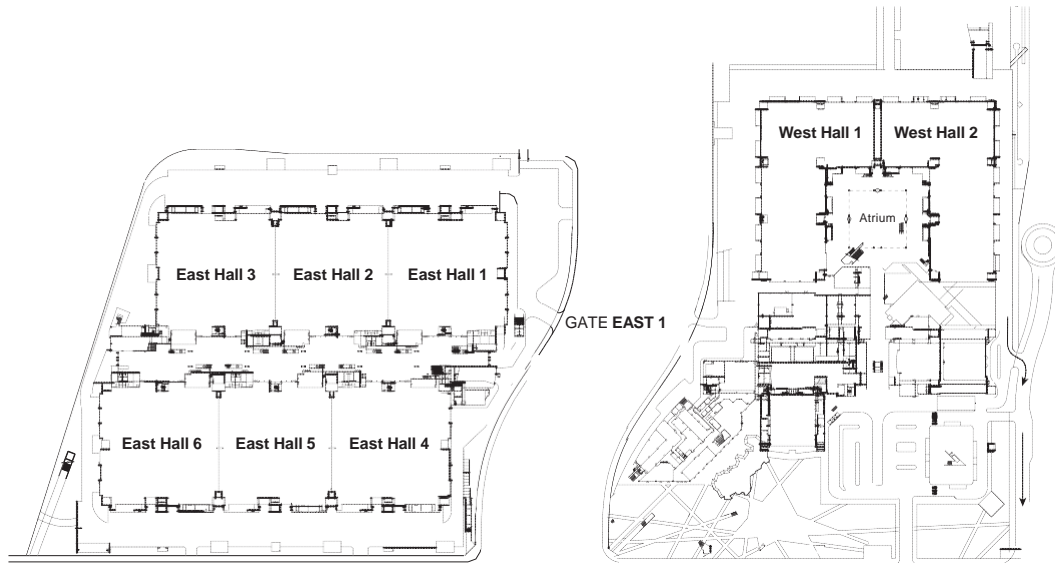 West Hall 1
West Hall 2
Atrium
East Hall 3
East Hall 2
East Hall 1
GATE EAST 1
East Hall 6
East Hall 5
East Hall 4